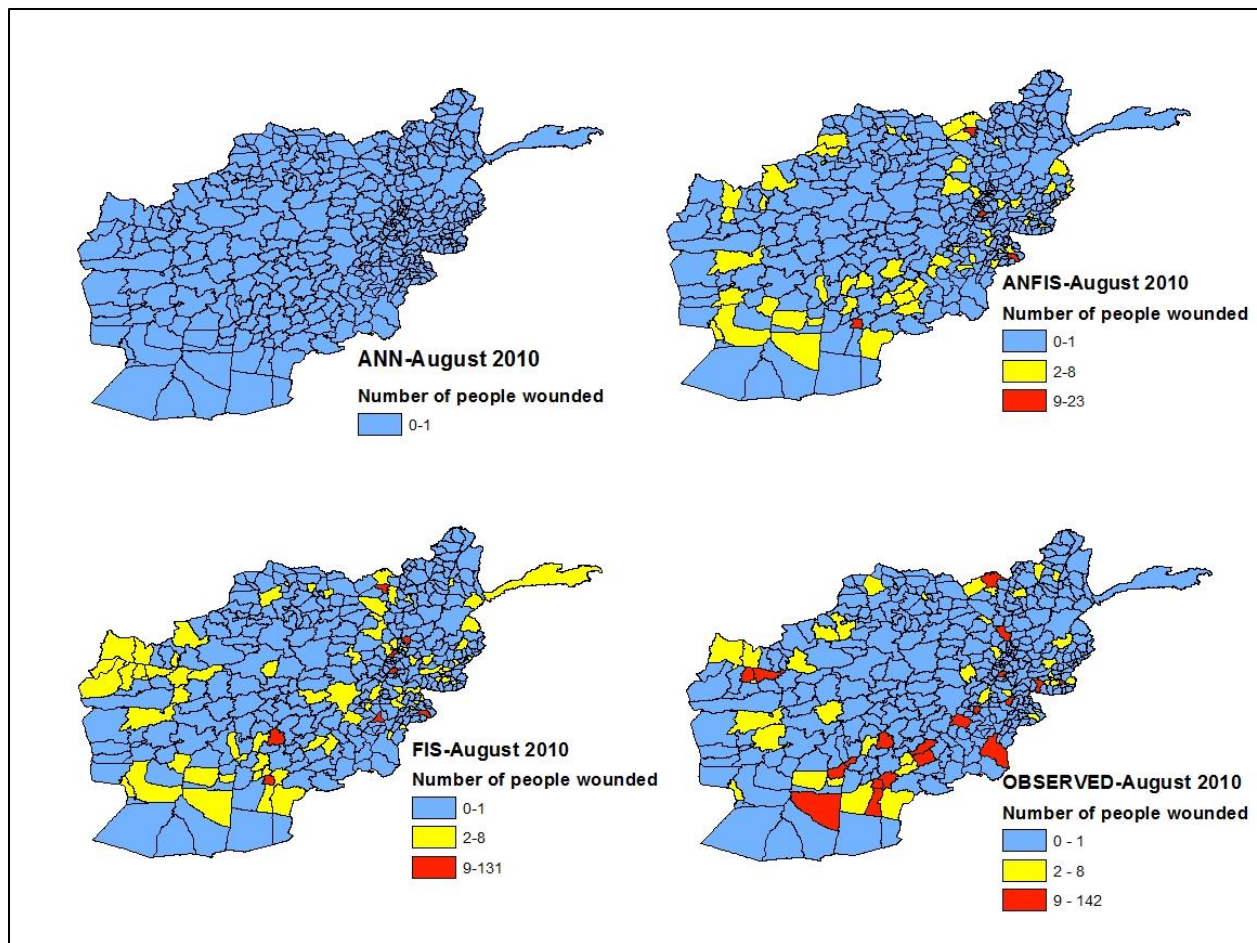 ANN-August 2010
Number of people wounded
0-1
ANFIS-August 2010
Number of people wounded
0-1
2-8
9-23
FIS-August 2010
Number of people wounded
0-1
2-8
9-131
OBSERVED-August 2010
Number of people wounded
0 - 1
2 - 8
9 - 142